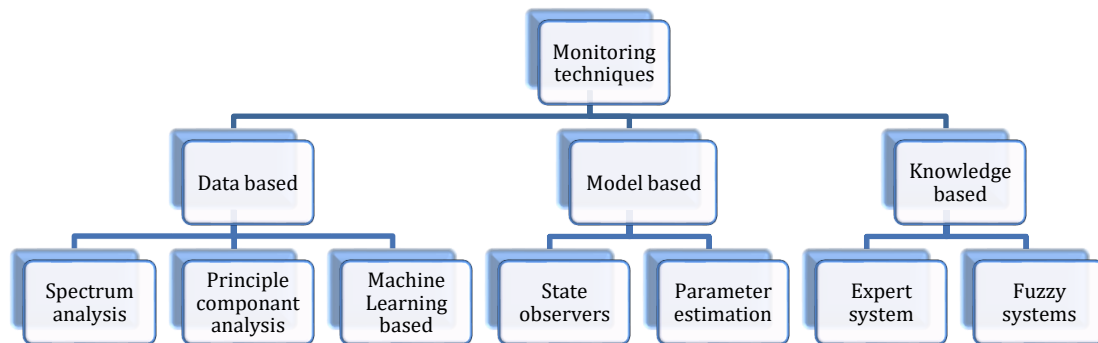 Monitoring
techniques
Data based
Model based
Knowledge
based
Spectrum
analysis
Principle
componant
analysis
Machine
Learning
based
State
observers
Parameter
estimation
Expert
system
Fuzzy
systems